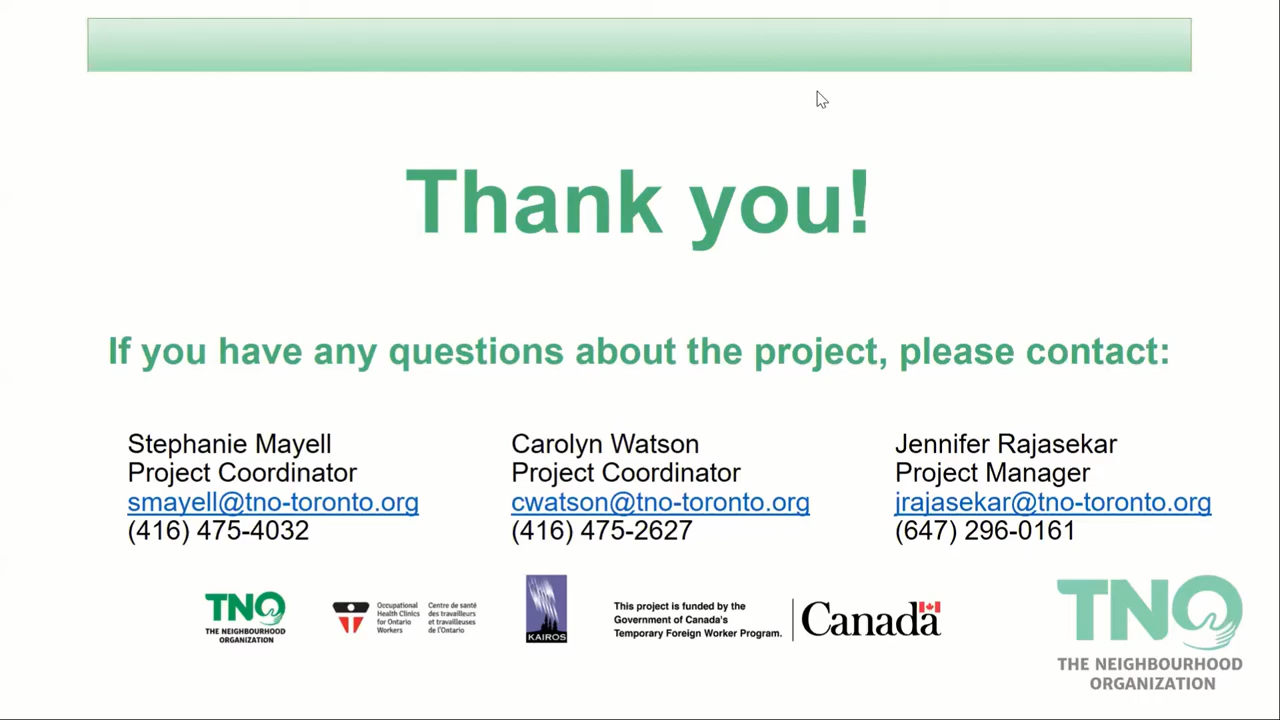 Thank you!
If you have any questions about the project, please contact:
Stephanie Mayell
Project Coordinator
smayell@tno-toronto.org
(416) 475-4032
Carolyn Watson
Project Coordinator
cwatson@tno-toronto.org
(416) 475-2627
Jennifer Rajasekar
Project Manager
jrajasekar@tno-toronto.org
(647) 296-0161
TNO
THE NEIGHBOURHOOD
ORGANIZATION
Occupational
Health Clinics
for Ontario
Workers
Centre de santé
des travailleurs
et travailleuses
de l'Ontario
KAIROS
This project is funded by the
Government of Canada's
Temporary Foreign Worker Program.
Canada
TNO
THE NEIGHBOURHOOD
ORGANIZATION